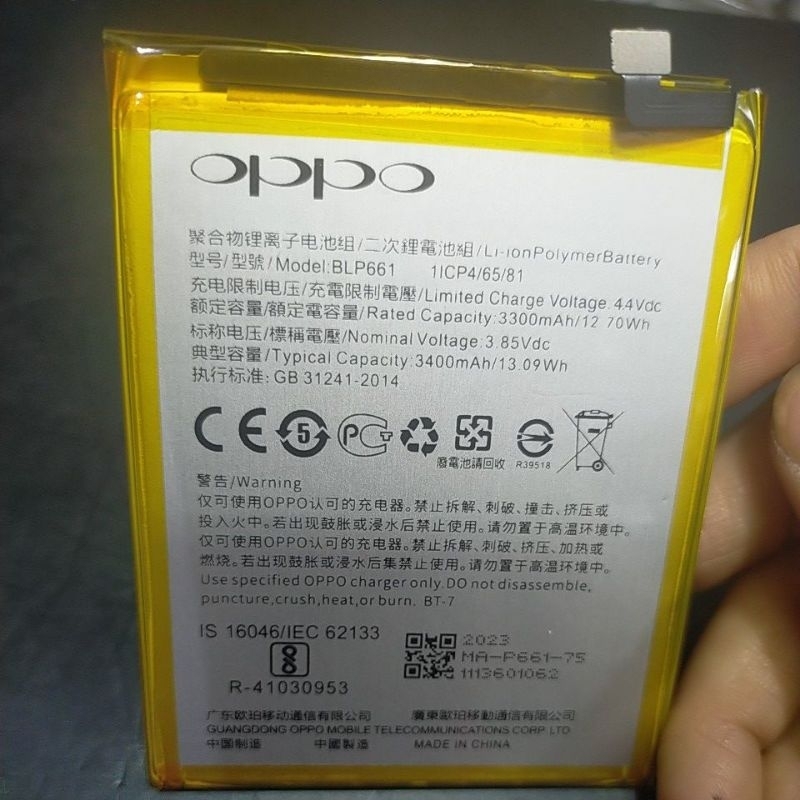 oppo
聚合物锂离子电池组/二次鋰電池組/Li-ionPolymerBattery
型号/型號/Model:BLP661 1ICP4/65/81
充电限制电压/充電限制電壓/Limited Charge Voltage:4.4Vdc
额定容量/額定電容量/Rated Capacity:3300mAh/12.70Wh
标称电压/標稱電壓/Nominal Voltage:3.85Vdc
典型容量/Typical Capacity:3400mAh/13.09Wh
执行标准: GB 31241-2014
CE 5 PCT
廢電池請回收 R39518
警告/Warning
仅可使用OPPO认可的充电器。禁止拆解、刺破、撞击、挤压或
投入火中。若出现鼓胀或浸水后禁止使用。请勿置于高温环境中。
仅可使用OPPO认可的充电器。禁止拆解、刺破、挤压、加热或
燃烧。若出现鼓胀或浸水后集禁止使用。请勿置于高温环境中。
Use specified OPPO charger only.DO not disassemble,
puncture,crush,heat,or burn. BT-7
IS 16046/IEC 62133
R-41030953
2023
MA-P661-75
1113601062
广东欧珀移动通信有限公司 廣東歐珀移動通信有限公司
GUANGDONG OPPO MOBILE TELECOMMUNICATIONS CORP LTD
中国制造 中國製造 MADE IN CHINA